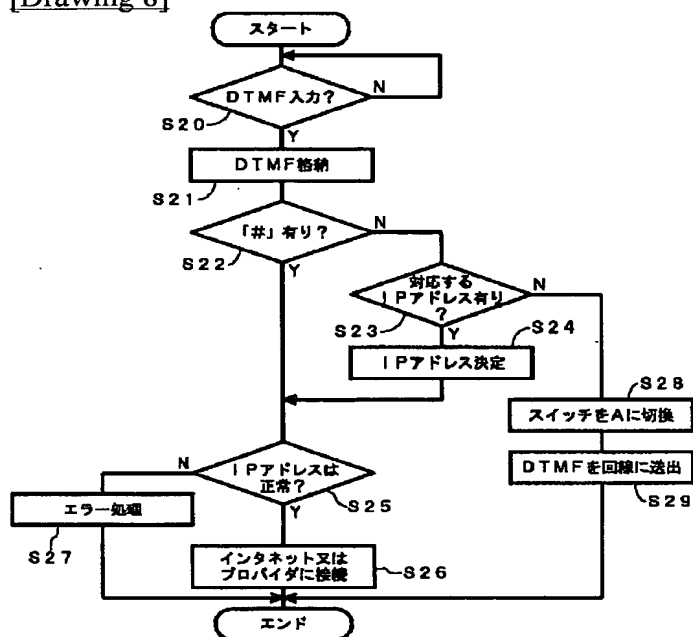 [Drawing 8]
スタート
DTMF入力?
N
S20
Y
DTMF格納
S21
「#」有り?
N
S22
Y
対応する
IPアドレス有り
?
N
S23
Y
S24
IPアドレス決定
S28
スイッチをAに切換
DTMFを回線に送出
S29
N
IPアドレスは
正常?
S25
Y
エラー処理
S27
インタネット又は
プロバイダに接続
S26
エンド